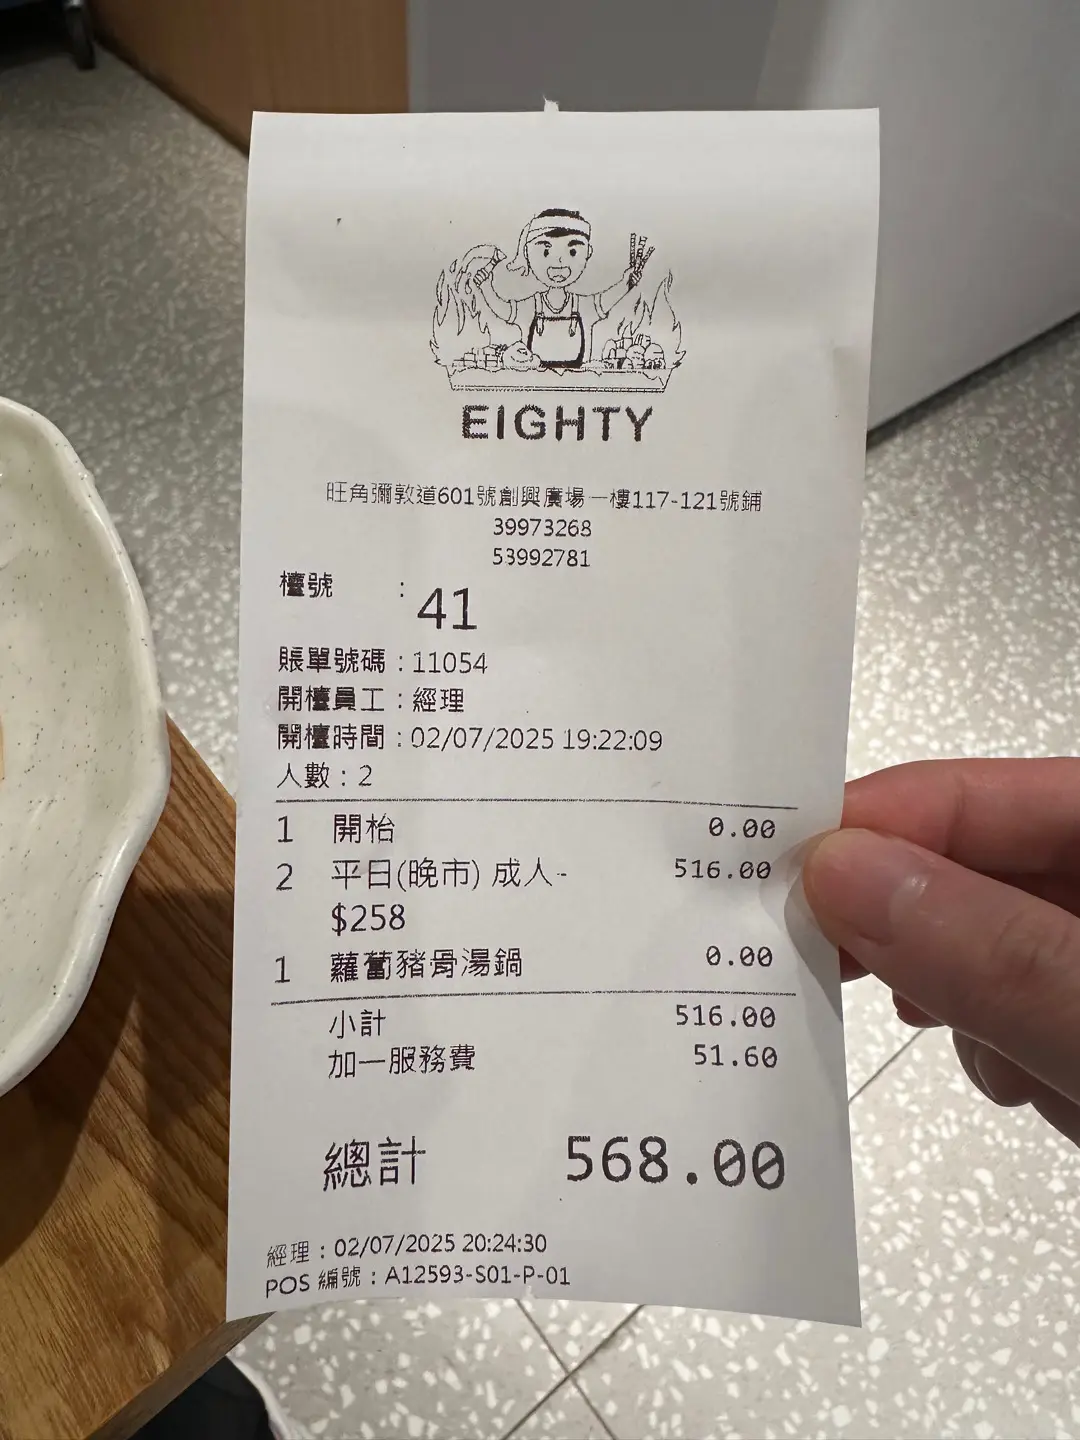 EIGHTY
旺角彌敦道601號創興廣場一樓117-121號鋪
39973268
53992781
檯號 : 41
賬單號碼 : 11054
開檯員工 : 經理
開檯時間 : 02/07/2025 19:22:09
人數 : 2
1 開枱 0.00
2 平日(晚市) 成人- 516.00
$258
1 蘿蔔豬骨湯鍋 0.00
小計 516.00
加一服務費 51.60
總計 568.00
經理 : 02/07/2025 20:24:30
POS 編號 : A12593-S01-P-01